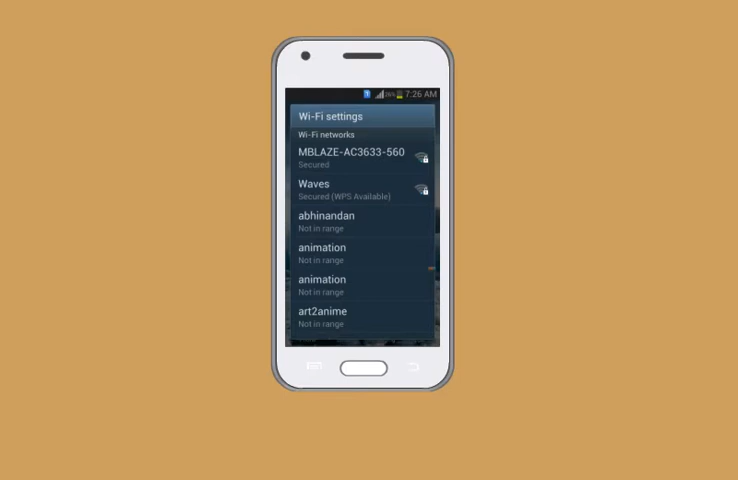 26% 7:26 AM
Wi-Fi settings
Wi-Fi networks
MBLAZE-AC3633-560
Secured
Waves
Secured (WPS Available)
abhinandan
Not in range
animation
Not in range
animation
Not in range
art2anime
Not in range